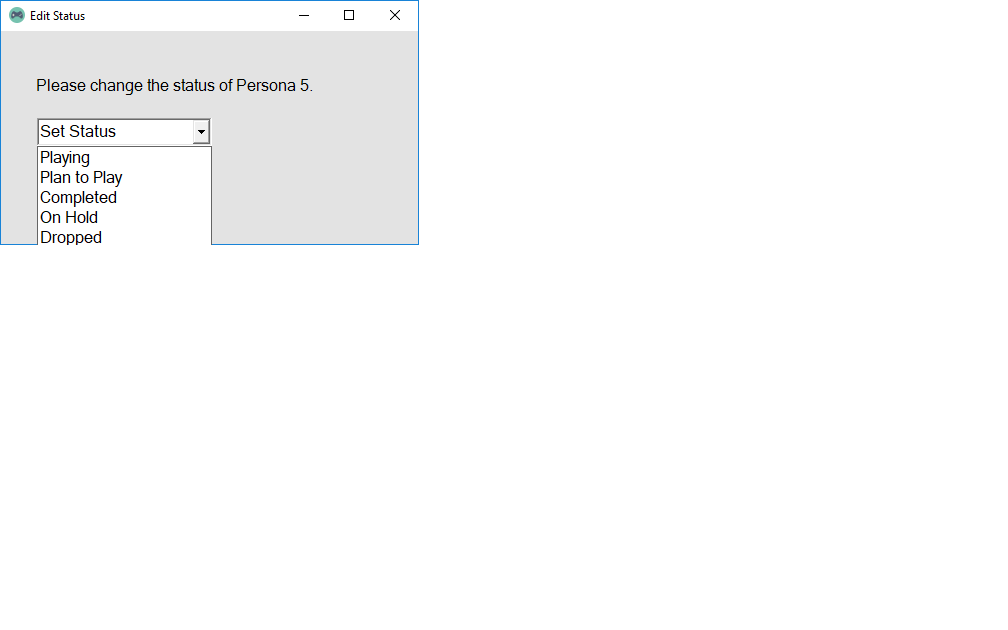 Edit Status
Please change the status of Persona 5.
Set Status
Playing
Plan to Play
Completed
On Hold
Dropped